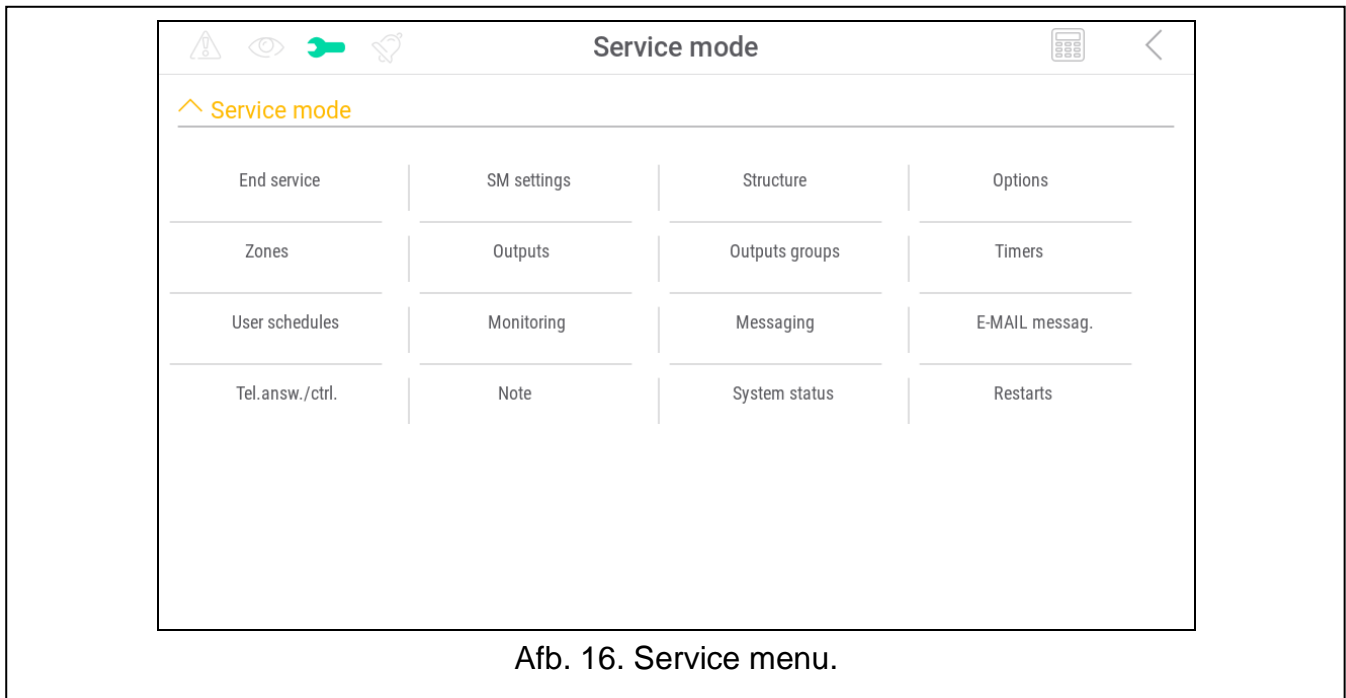 Service mode
Service mode
End service SM settings Structure Options
Zones Outputs Outputs groups Timers
User schedules Monitoring Messaging E-MAIL messag.
Tel.answ./ctrl. Note System status Restarts
Afb. 16. Service menu.